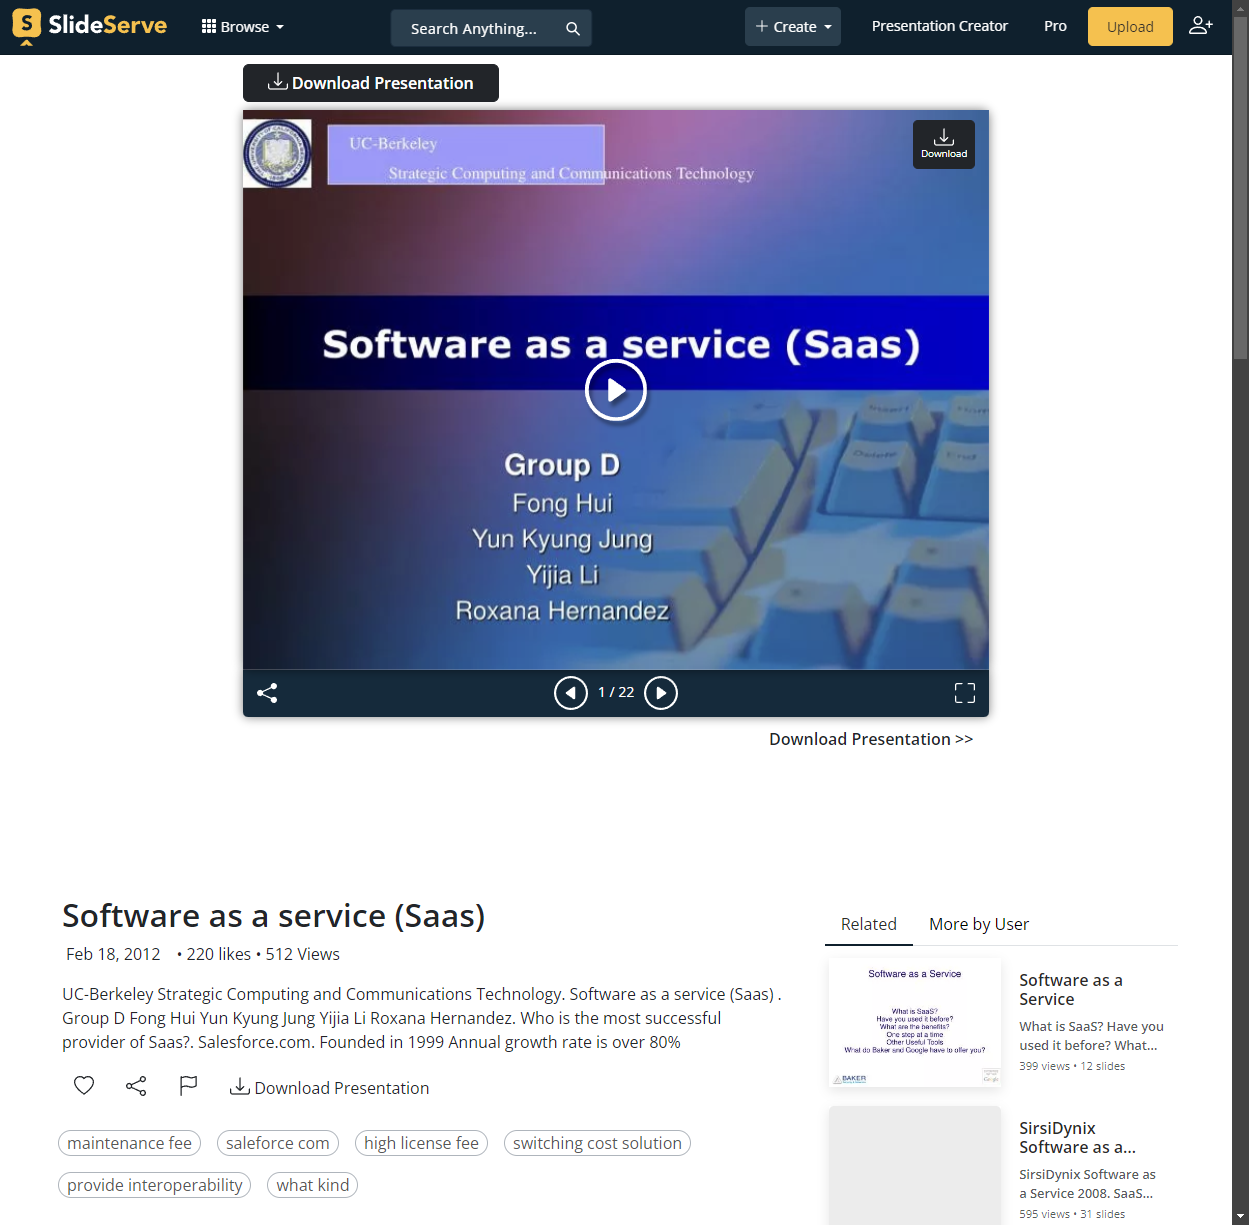 SlideServe
Browse
Search Anything...
Create
Presentation Creator
Pro
Upload
Download Presentation
UC-Berkeley
Strategic Computing and Communications Technology
Download
Software as a service (Saas)
Group D
Fong Hui
Yun Kyung Jung
Yijia Li
Roxana Hernandez
1 / 22
Download Presentation >>
Software as a service (Saas)
Feb 18, 2012 • 220 likes • 512 Views
UC-Berkeley Strategic Computing and Communications Technology. Software as a service (Saas) .
Group D Fong Hui Yun Kyung Jung Yijia Li Roxana Hernandez. Who is the most successful
provider of Saas?. Salesforce.com. Founded in 1999 Annual growth rate is over 80%
Download Presentation
maintenance fee
saleforce com
high license fee
switching cost solution
provide interoperability
what kind
Related
More by User
Software as a Service
What is SaaS?
Have you used it before?
What are the benefits?
One step at a time
Other Useful Tools
What do Baker and Google have to offer you?
BAKER
Google
Software as a
Service
What is SaaS? Have you
used it before? What...
399 views • 12 slides
SirsiDynix
Software as a...
SirsiDynix Software as
a Service 2008. SaaS...
595 views • 31 slides